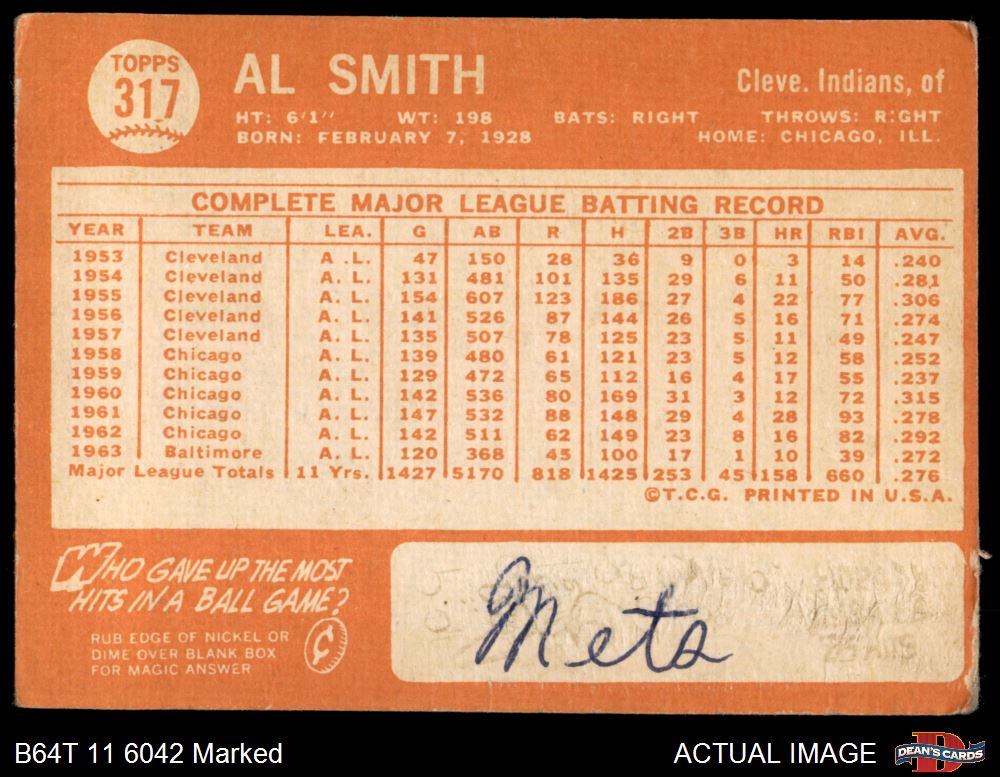 TOPPS
317
AL SMITH
Cleve. Indians, of
HT: 6'1'' WT: 198 BATS: RIGHT THROWS: RIGHT
BORN: FEBRUARY 7, 1928 HOME: CHICAGO, ILL.
COMPLETE MAJOR LEAGUE BATTING RECORD
YEAR TEAM LEA. G AB R H 2B 3B HR RBI AVG.
1953 Cleveland A.L. 47 150 28 36 9 0 3 14 .240
1954 Cleveland A. L. 131 481 101 135 29 6 11 50 .281
1955 Cleveland A. L. 154 607 123 186 27 4 22 77 .306
1956 Cleveland A. L. 141 526 87 144 26 5 16 71 .274
1957 Cleveland A. L. 135 507 78 125 23 5 11 49 .247
1958 Chicago A. L. 139 480 61 121 23 5 12 58 .252
1959 Chicago A. L. 129 472 65 112 16 4 17 55 .237
1960 Chicago A. L. 142 536 80 169 31 3 12 72 .315
1961 Chicago A. L. 147 532 88 148 29 4 28 93 .278
1962 Chicago A. L. 142 511 62 149 23 8 16 82 .292
1963 Baltimore A. L. 120 368 45 100 17 1 10 39 .272
Major League Totals 11 Yrs. 1427 5170 818 1425 253 45 158 660 .276
©T.C.G. PRINTED IN U.S.A.
WHO GAVE UP THE MOST
HITS IN A BALL GAME?
RUB EDGE OF NICKEL OR
DIME OVER BLANK BOX
FOR MAGIC ANSWER
¢
Mets
B64T 11 6042 Marked
ACTUAL IMAGE
DEAN'S CARDS